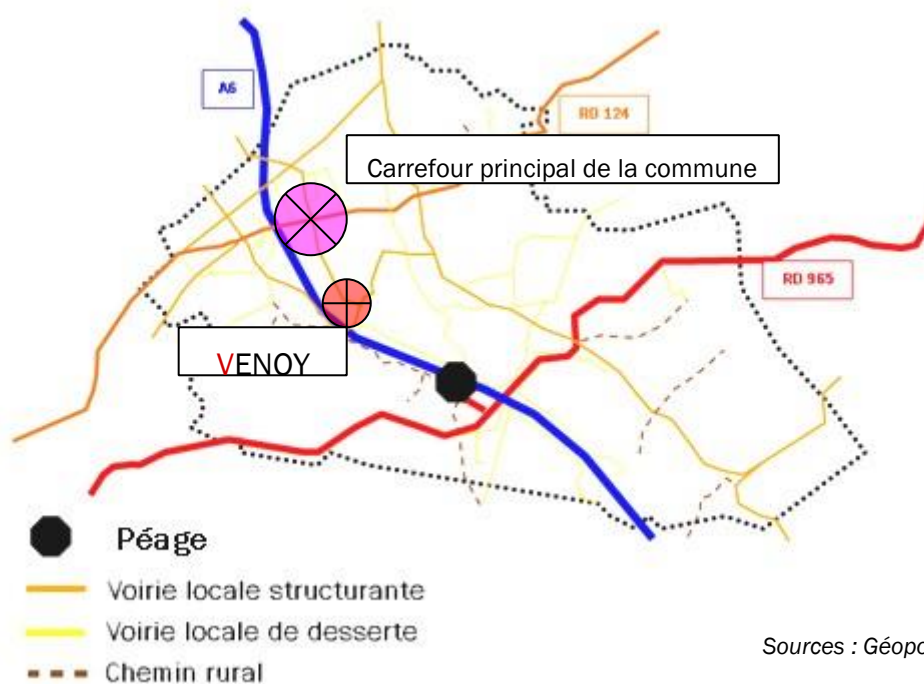 A6
RD 124
Carrefour principal de la commune
RD 965
VENOY
Péage
Voirie locale structurante
Voirie locale de desserte
Chemin rural
Sources : Géopo